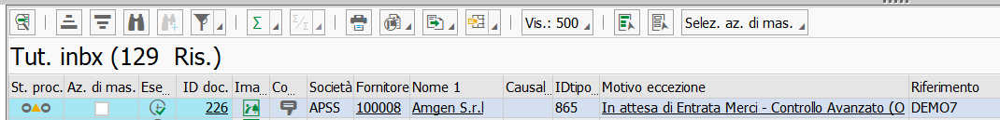 Σ Σ/Σ Vis.: 500 Selez. az. di mas.
Tut. inbx (129 Ris.)
St. proc. Az. di mas. Ese... ID doc. Ima... Co... Società Fornitore Nome 1 Causal... IDtipo... Motivo eccezione Riferimento
226 APSS 100008 Amgen S.r.l 865 In attesa di Entrata Merci - Controllo Avanzato (O DEMO7